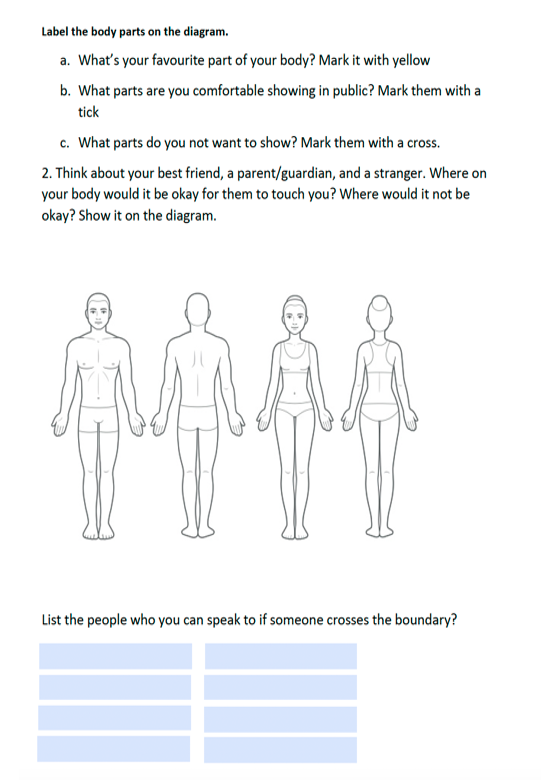 Label the body parts on the diagram.
a. What's your favourite part of your body? Mark it with yellow
b. What parts are you comfortable showing in public? Mark them with a
tick
c. What parts do you not want to show? Mark them with a cross.
2. Think about your best friend, a parent/guardian, and a stranger. Where on
your body would it be okay for them to touch you? Where would it not be
okay? Show it on the diagram.
List the people who you can speak to if someone crosses the boundary?